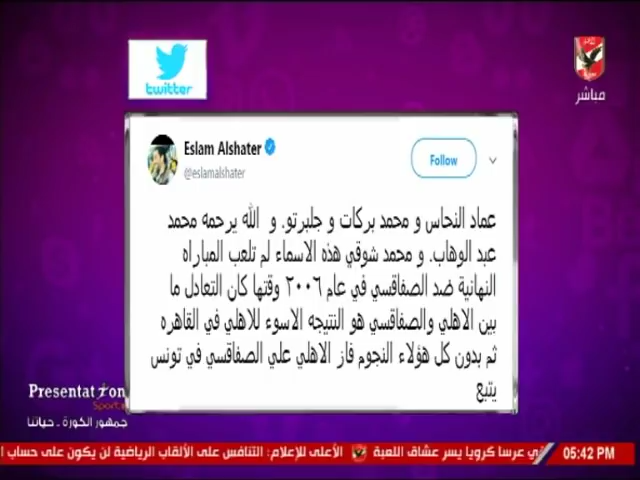 twitter
مباشر
Eslam Alshater
@eslamalshater
Follow
عماد النحاس و محمد بركات و جلبرتو. و الله يرحمه محمد
عبد الوهاب. و محمد شوقي هذه الاسماء لم تلعب المباراه
النهائية ضد الصفاقسي في عام ٢٠٠٦ وقتها كان التعادل ما
بين الاهلي والصفاقسي هو النتيجه الاسوء للاهلي في القاهره
ثم بدون كل هؤلاء النجوم فاز الاهلي علي الصفاقسي في تونس
يتبع
Presentation
Sports
جمهور الكورة - حياتنا
ني عرسا كرويا يسر عشاق اللعبة الأعلى للإعلام: التنافس على الألقاب الرياضية لن يكون على حساب
05:42 PM